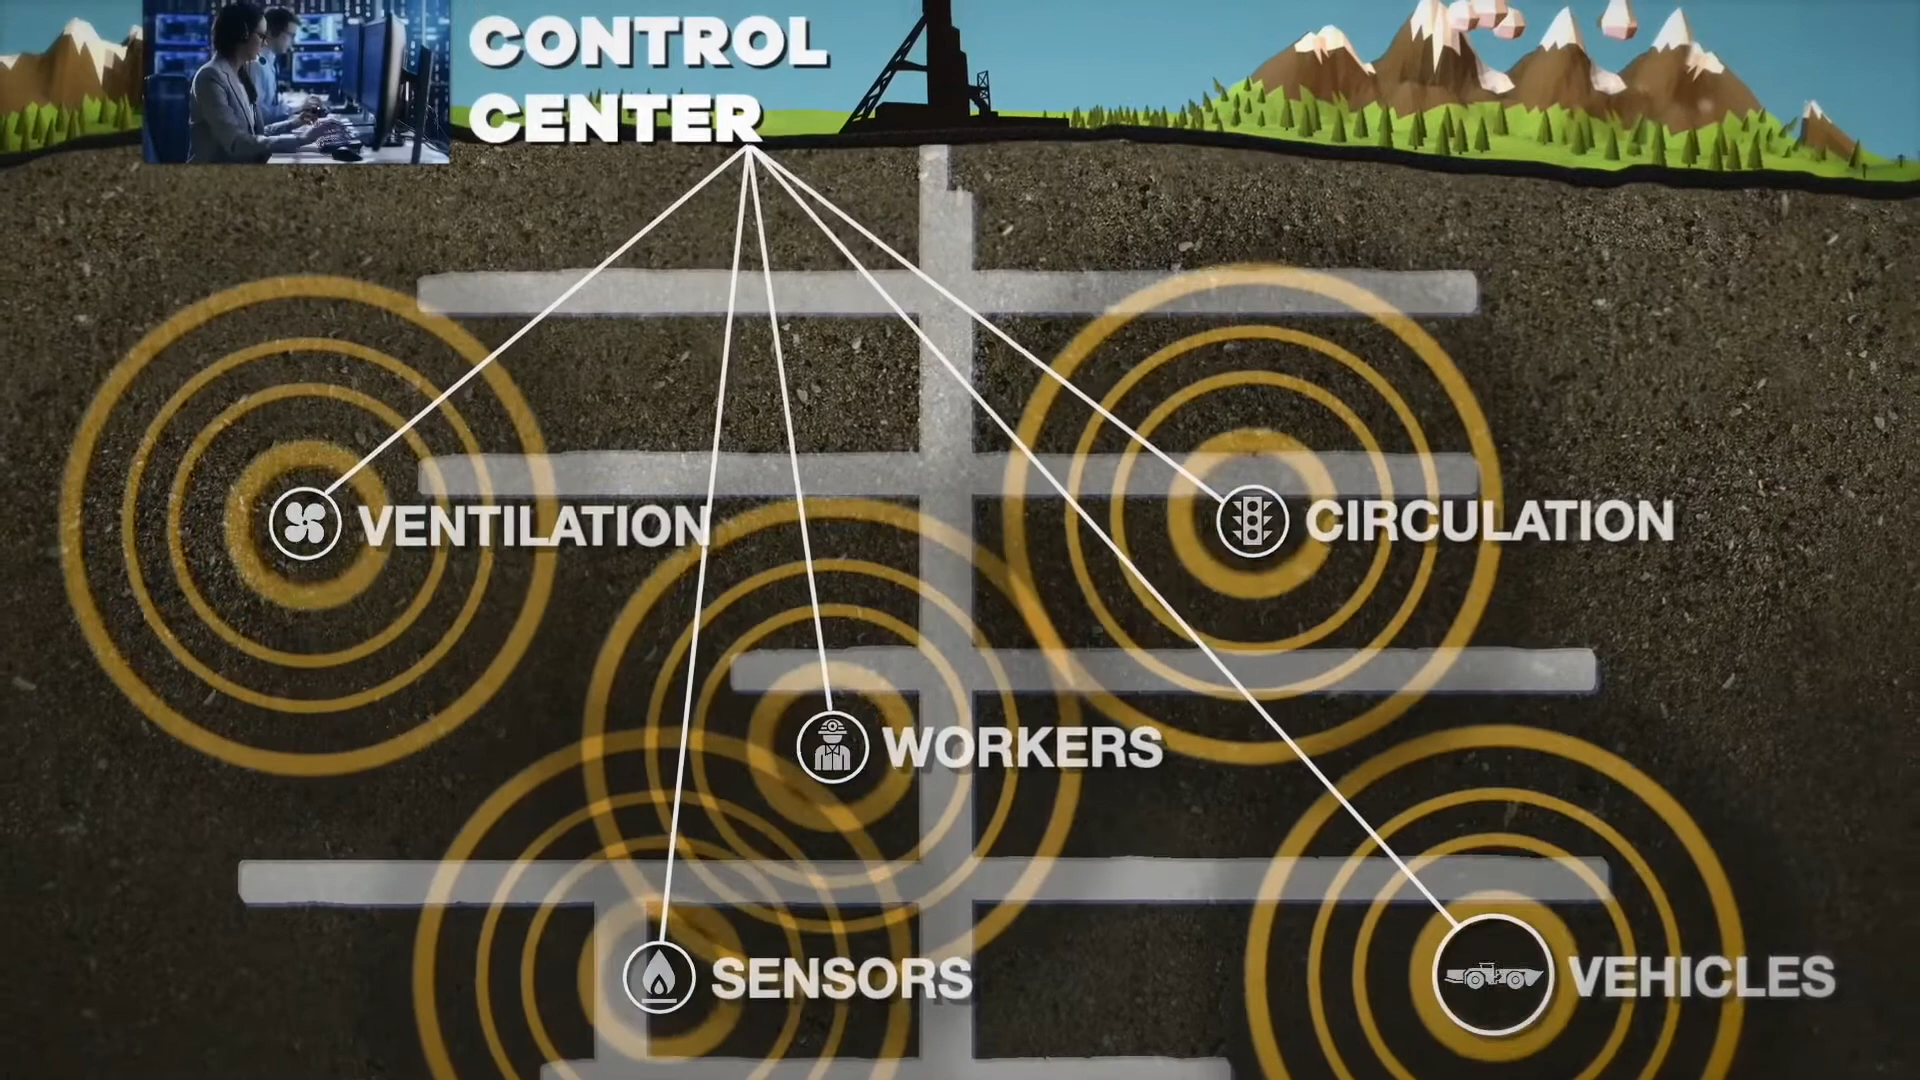 CONTROL
CENTER
VENTILATION
CIRCULATION
WORKERS
SENSORS
VEHICLES